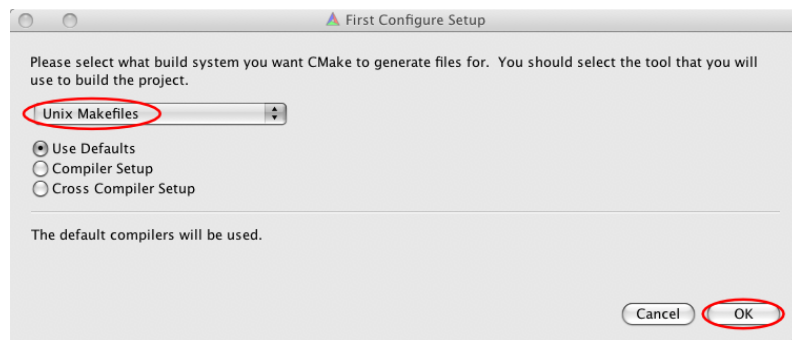 First Configure Setup
Please select what build system you want CMake to generate files for.  You should select the tool that you will
use to build the project.
Unix Makefiles
Use Defaults
Compiler Setup
Cross Compiler Setup
The default compilers will be used.
Cancel OK